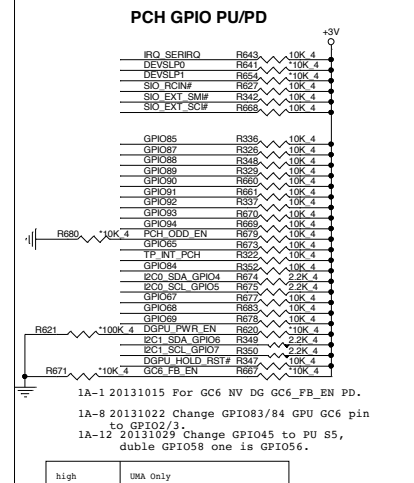 PCH GPIO PU/PD
+3V
IRQ_SERIRQ R643 10K_4
DEVSLP0 R641 *10K_4
DEVSLP1 R654 *10K_4
SIO_RCIN# R627 10K_4
SIO_EXT_SMI# R342 10K_4
SIO_EXT_SCI# R668 10K_4
GPIO85 R336 10K_4
GPIO87 R326 10K_4
GPIO88 R348 10K_4
GPIO89 R329 10K_4
GPIO90 R660 10K_4
GPIO91 R661 10K_4
GPIO92 R337 10K_4
GPIO93 R670 10K_4
GPIO94 R669 10K_4
R680 *10K_4 PCH_ODD_EN R679 10K_4
GPIO65 R673 10K_4
TP_INT_PCH R322 10K_4
GPIO84 R352 10K_4
I2C0_SDA_GPIO4 R674 2.2K_4
I2C0_SCL_GPIO5 R675 2.2K_4
GPIO67 R677 10K_4
GPIO68 R683 10K_4
GPIO69 R678 10K_4
R621 *100K_4 DGPU_PWR_EN R620 *10K_4
I2C1_SDA_GPIO6 R349 2.2K_4
I2C1_SCL_GPIO7 R350 2.2K_4
DGPU_HOLD_RST# R347 *10K_4
R671 *10K_4 GC6_FB_EN R667 *10K_4
1A-1 20131015 For GC6 NV DG GC6_FB_EN PD.
1A-8 20131022 Change GPIO83/84 GPU GC6 pin
to GPIO2/3.
1A-12 20131029 Change GPIO45 to PU S5,
duble GPIO58 one is GPIO56.
high UMA Only